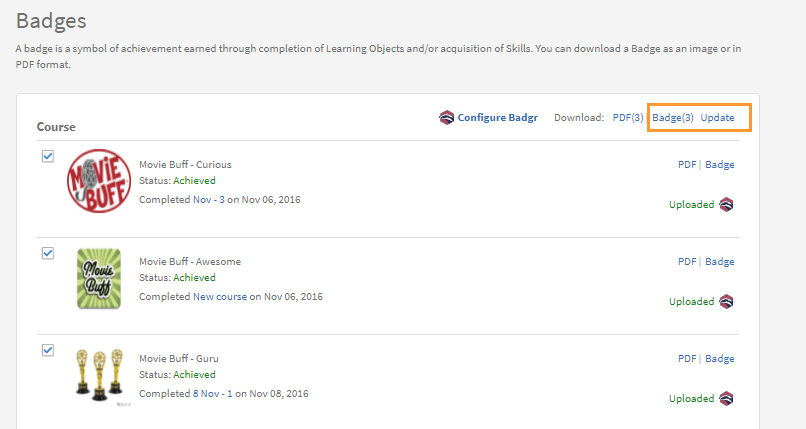 Badges
A badge is a symbol of achievement earned through completion of Learning Objects and/or acquisition of Skills. You can download a Badge as an image or in
PDF format.
Configure Badgr Download: PDF(3) | Badge(3) Update
Course
MOVIE BUFF
Movie Buff - Curious PDF | Badge
Status: Achieved
Completed Nov - 3 on Nov 06, 2016
Uploaded
Movie Buff
Movie Buff - Awesome PDF | Badge
Status: Achieved
Completed New course on Nov 06, 2016
Uploaded
Movie Buff - Guru PDF | Badge
Status: Achieved
Completed 8 Nov - 1 on Nov 08, 2016
Uploaded